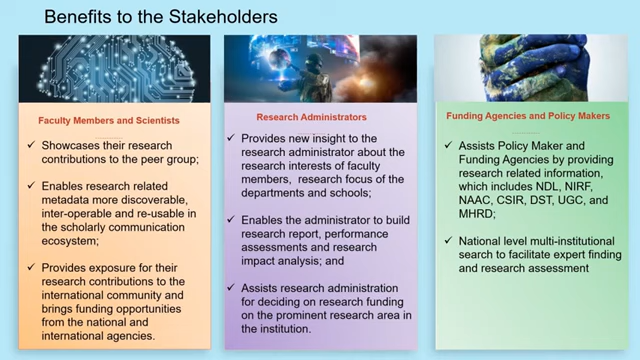 Benefits to the Stakeholders
Faculty Members and Scientists
✓ Showcases their research
contributions to the peer group;
✓ Enables research related
metadata more discoverable,
inter-operable and re-usable in
the scholarly communication
ecosystem;
✓ Provides exposure for their
research contributions to the
international community and
brings funding opportunities
from the national and
international agencies.
Research Administrators
✓ Provides new insight to the
research administrator about the
research interests of faculty
members, research focus of the
departments and schools;
✓ Enables the administrator to build
research report, performance
assessments and research
impact analysis; and
✓ Assists research administration
for deciding on research funding
on the prominent research area in
the institution.
Funding Agencies and Policy Makers
✓ Assists Policy Maker and
Funding Agencies by providing
research related information,
which includes NDL, NIRF,
NAAC, CSIR, DST, UGC, and
MHRD;
✓ National level multi-institutional
search to facilitate expert finding
and research assessment